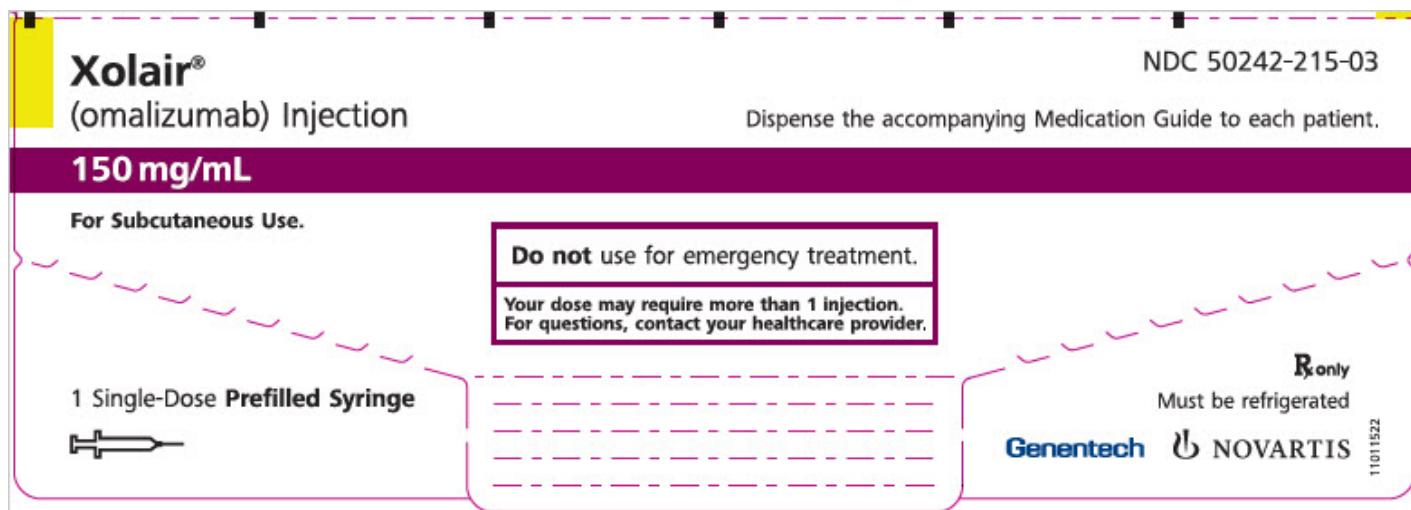 Xolair®
(omalizumab) Injection
NDC 50242-215-03
Dispense the accompanying Medication Guide to each patient.
150 mg/mL
For Subcutaneous Use.
Do not use for emergency treatment.
Your dose may require more than 1 injection.
For questions, contact your healthcare provider.
1 Single-Dose Prefilled Syringe
Rx only
Must be refrigerated
Genentech
NOVARTIS
11011522